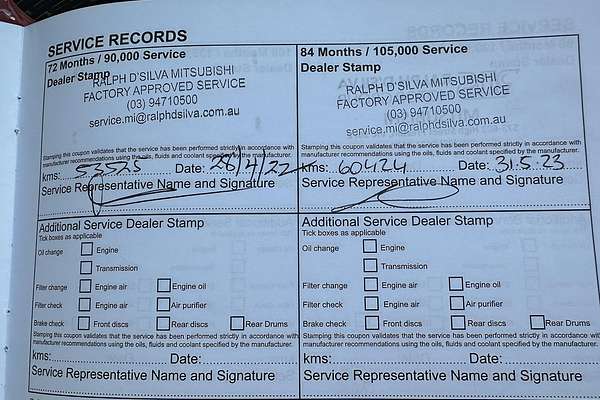 SERVICE RECORDS
72 Months / 90,000 Service
Dealer Stamp
RALPH D'SILVA MITSUBISHI
FACTORY APPROVED SERVICE
(03) 94710500
service.mi@ralphdsilva.com.au
Stamping this coupon validates that the service has been performed strictly in accordance with
manufacturer recommendations using the oils, fluids and coolant specified by the manufacturer.
kms: 53525 Date: 28/7/22
Service Representative Name and Signature
Additional Service Dealer Stamp
Tick boxes as applicable
Oil change Engine
Transmission
Filter change Engine air Engine oil
Filter check Engine air Air purifier
Brake check Front discs Rear discs Rear Drums
Stamping this coupon validates that the service has been performed strictly in accordance with
manufacturer recommendations using the oils, fluids and coolant specified by the manufacturer.
kms: Date:
Service Representative Name and Signature
84 Months / 105,000 Service
Dealer Stamp
RALPH D'SILVA MITSUBISHI
FACTORY APPROVED SERVICE
(03) 94710500
service.mi@ralphdsilva.com.au
Stamping this coupon validates that the service has been performed strictly in accordance with
manufacturer recommendations using the oils, fluids and coolant specified by the manufacturer.
kms: 60424 Date: 31.5.23
Service Representative Name and Signature
Additional Service Dealer Stamp
Tick boxes as applicable
Oil change Engine
Transmission
Filter change Engine air Engine oil
Filter check Engine air Air purifier
Brake check Front discs Rear discs Rear Drums
Stamping this coupon validates that the service has been performed strictly in accordance with
manufacturer recommendations using the oils, fluids and coolant specified by the manufacturer.
kms: Date:
Service Representative Name and Signature